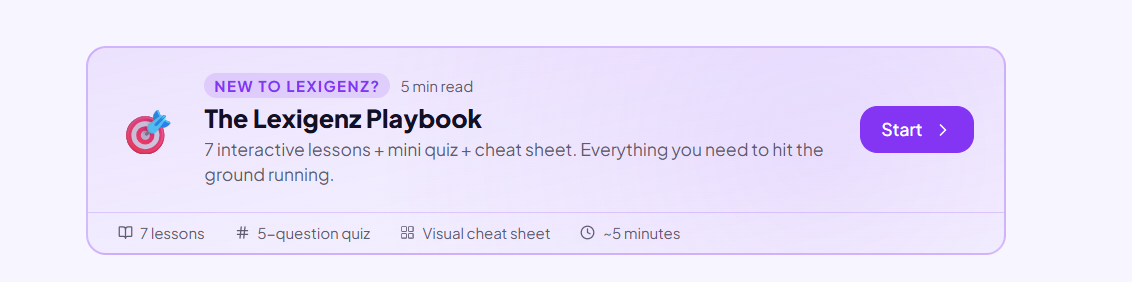 NEW TO LEXIGENZ? 5 min read
The Lexigenz Playbook
7 interactive lessons + mini quiz + cheat sheet. Everything you need to hit the
ground running.
Start
7 lessons # 5–question quiz Visual cheat sheet ~5 minutes